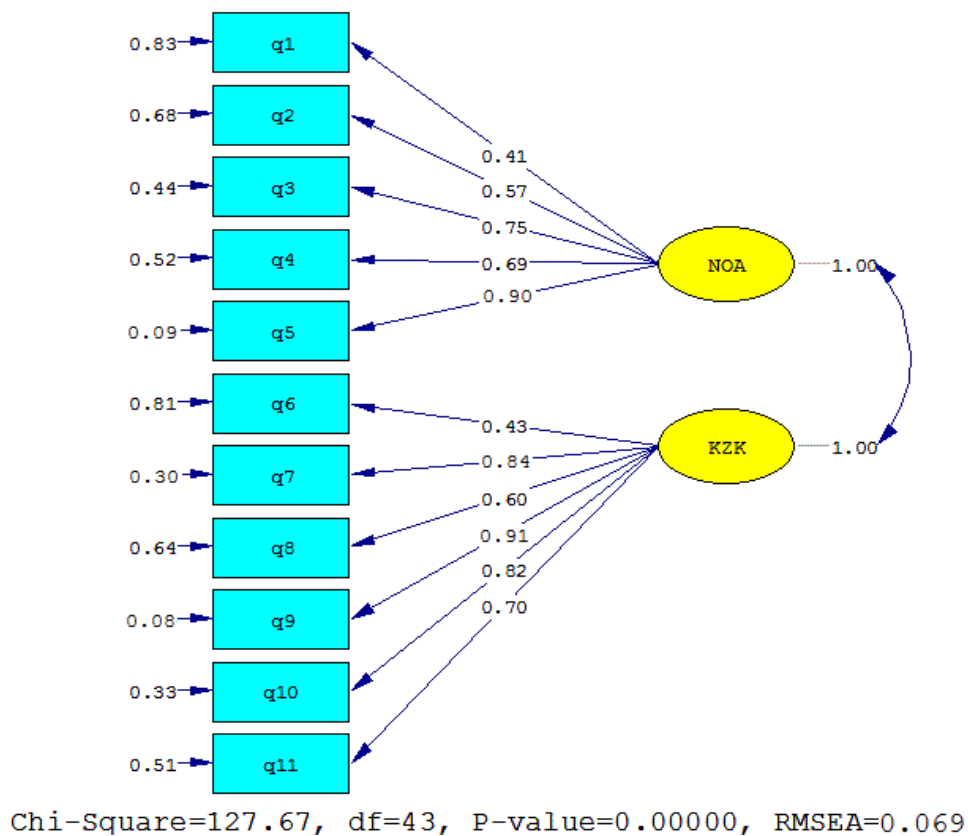 0.83 q1
0.68 q2
0.41
0.44 q3
0.57
0.75
0.52 q4
0.69
NOA 1.00
0.90
0.09 q5
0.81 q6
0.43
KZK 1.00
0.84
0.30 q7
0.60
0.64 q8
0.91
0.82
0.08 q9
0.70
0.33 q10
0.51 q11
Chi-Square=127.67, df=43, P-value=0.00000, RMSEA=0.069